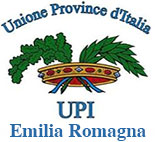 Unione Province d'Italia
UPI
Emilia Romagna